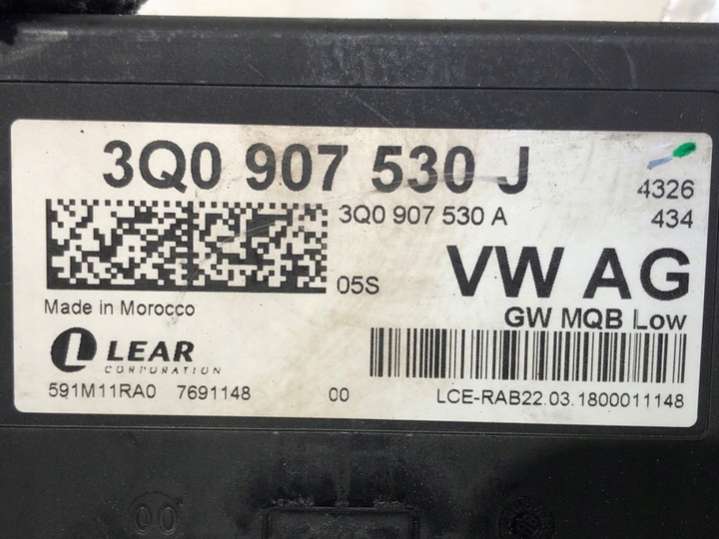 3Q0 907 530 J
4326
3Q0 907 530 A
434
05S
VW AG
GW MQB Low
Made in Morocco
LEAR
CORPORATION
591M11RA0 7691148 00 LCE-RAB22.03.1800011148
00